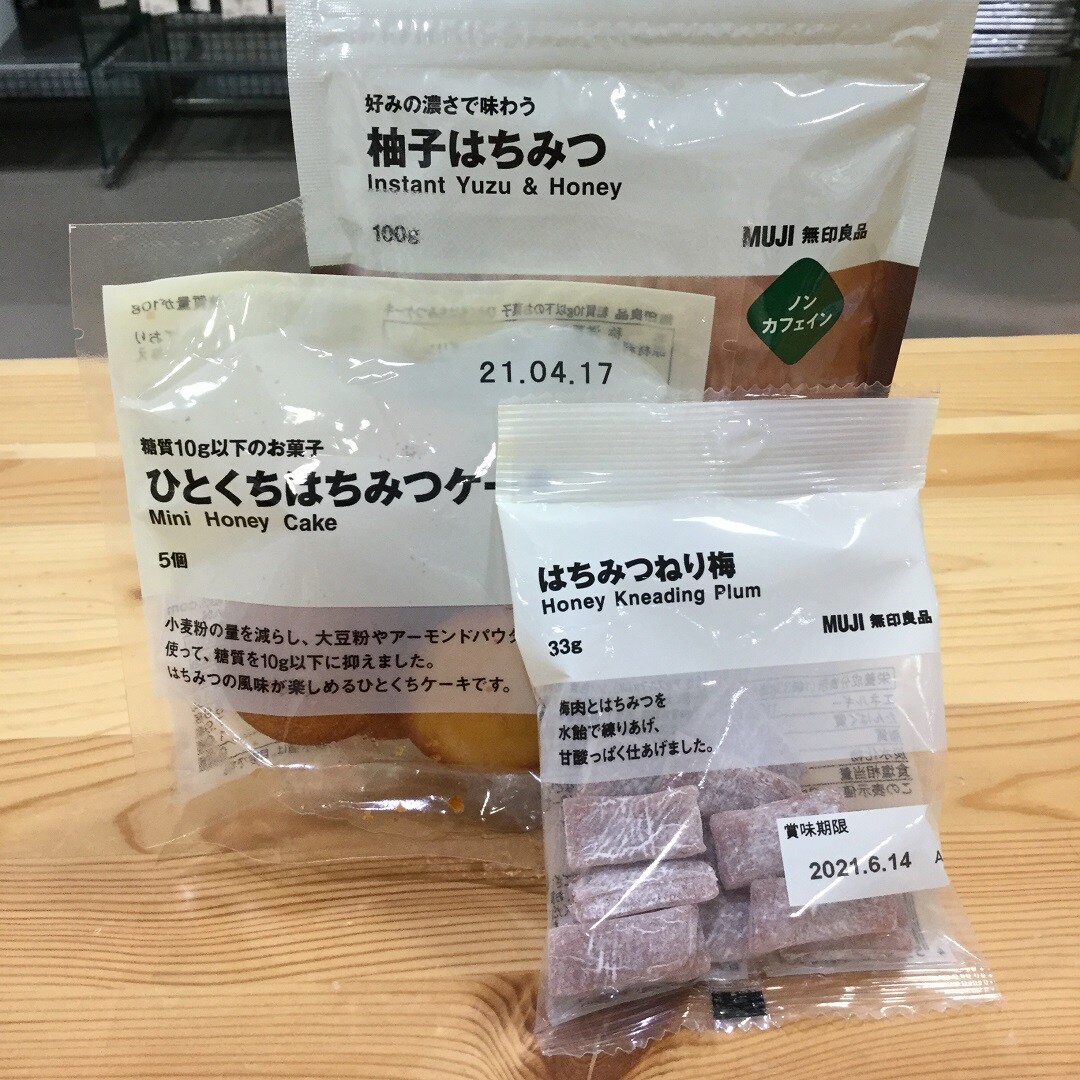 好みの濃さで味わう
柚子はちみつ
Instant Yuzu & Honey
100g
MUJI 無印良品
ノン
カフェイン
21.04.17
糖質10g以下のお菓子
ひとくちはちみつケー
Mini Honey Cake
5個
小麦粉の量を減らし、大豆粉やアーモンドパウダ
使って、糖質を10g以下に抑えました。
はちみつの風味が楽しめるひとくちケーキです。
はちみつねり梅
Honey Kneading Plum
33g
MUJI 無印良品
梅肉とはちみつを
水飴で練りあげ、
甘酸っぱく仕あげました。
賞味期限
2021.6.14